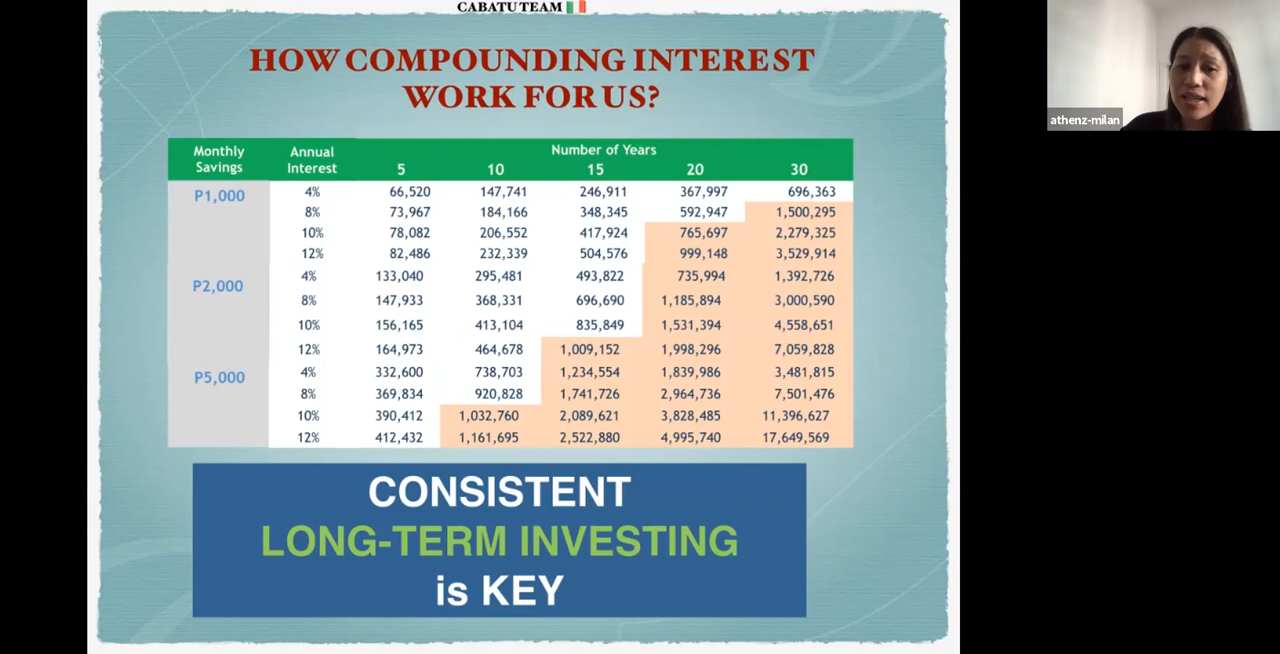 CABATU TEAM
HOW COMPOUNDING INTEREST
WORK FOR US?
Monthly Savings Annual Interest Number of Years
5 10 15 20 30
P1,000 4% 66,520 147,741 246,911 367,997 696,363
8% 73,967 184,166 348,345 592,947 1,500,295
10% 78,082 206,552 417,924 765,697 2,279,325
12% 82,486 232,339 504,576 999,148 3,529,914
P2,000 4% 133,040 295,481 493,822 735,994 1,392,726
8% 147,933 368,331 696,690 1,185,894 3,000,590
10% 156,165 413,104 835,849 1,531,394 4,558,651
12% 164,973 464,678 1,009,152 1,998,296 7,059,828
P5,000 4% 332,600 738,703 1,234,554 1,839,986 3,481,815
8% 369,834 920,828 1,741,726 2,964,736 7,501,476
10% 390,412 1,032,760 2,089,621 3,828,485 11,396,627
12% 412,432 1,161,695 2,522,880 4,995,740 17,649,569
CONSISTENT
LONG-TERM INVESTING
is KEY
athenz-milan